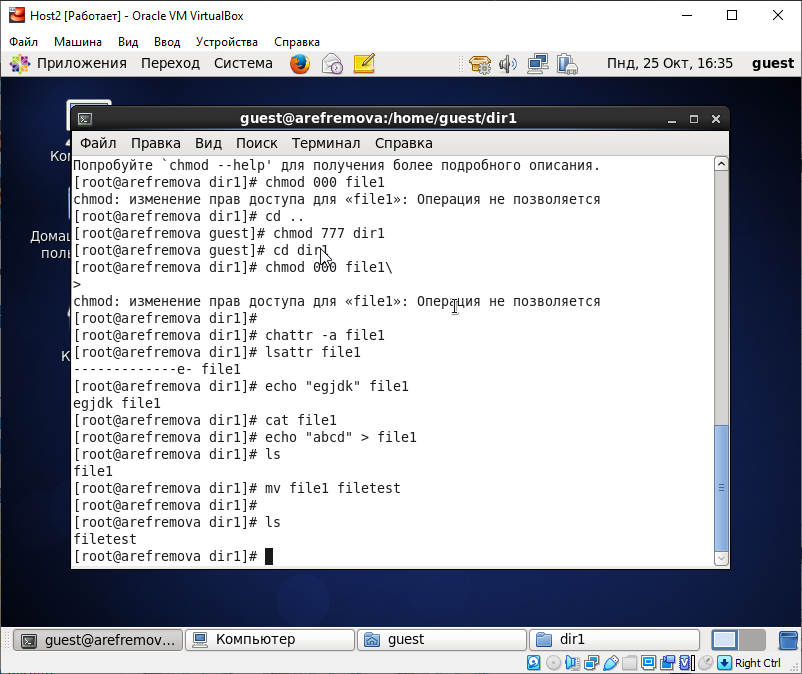 Host2 [Работает] - Oracle VM VirtualBox
Файл Машина Вид Ввод Устройства Справка
Приложения Переход Система Пнд, 25 Окт, 16:35 guest
guest@arefremova:/home/guest/dir1
Файл Правка Вид Поиск Терминал Справка
Попробуйте `chmod --help' для получения более подробного описания.
[root@arefremova dir1]# chmod 000 file1
chmod: изменение прав доступа для «file1»: Операция не позволяется
[root@arefremova dir1]# cd ..
[root@arefremova guest]# chmod 777 dir1
[root@arefremova guest]# cd dir1
[root@arefremova dir1]# chmod 000 file1\
>
chmod: изменение прав доступа для «file1»: Операция не позволяется
[root@arefremova dir1]#
[root@arefremova dir1]# chattr -a file1
[root@arefremova dir1]# lsattr file1
-------------e- file1
[root@arefremova dir1]# echo "egjdk" file1
egjdk file1
[root@arefremova dir1]# cat file1
[root@arefremova dir1]# echo "abcd" > file1
[root@arefremova dir1]# ls
file1
[root@arefremova dir1]# mv file1 filetest
[root@arefremova dir1]#
[root@arefremova dir1]# ls
filetest
[root@arefremova dir1]#
guest@arefremov... Компьютер guest dir1
Right Ctrl